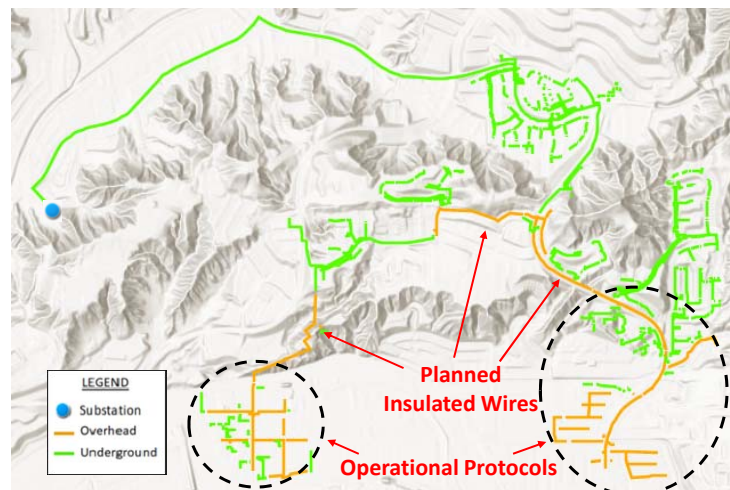 Planned
Insulated Wires
Operational Protocols
LEGEND
Substation
Overhead
Underground